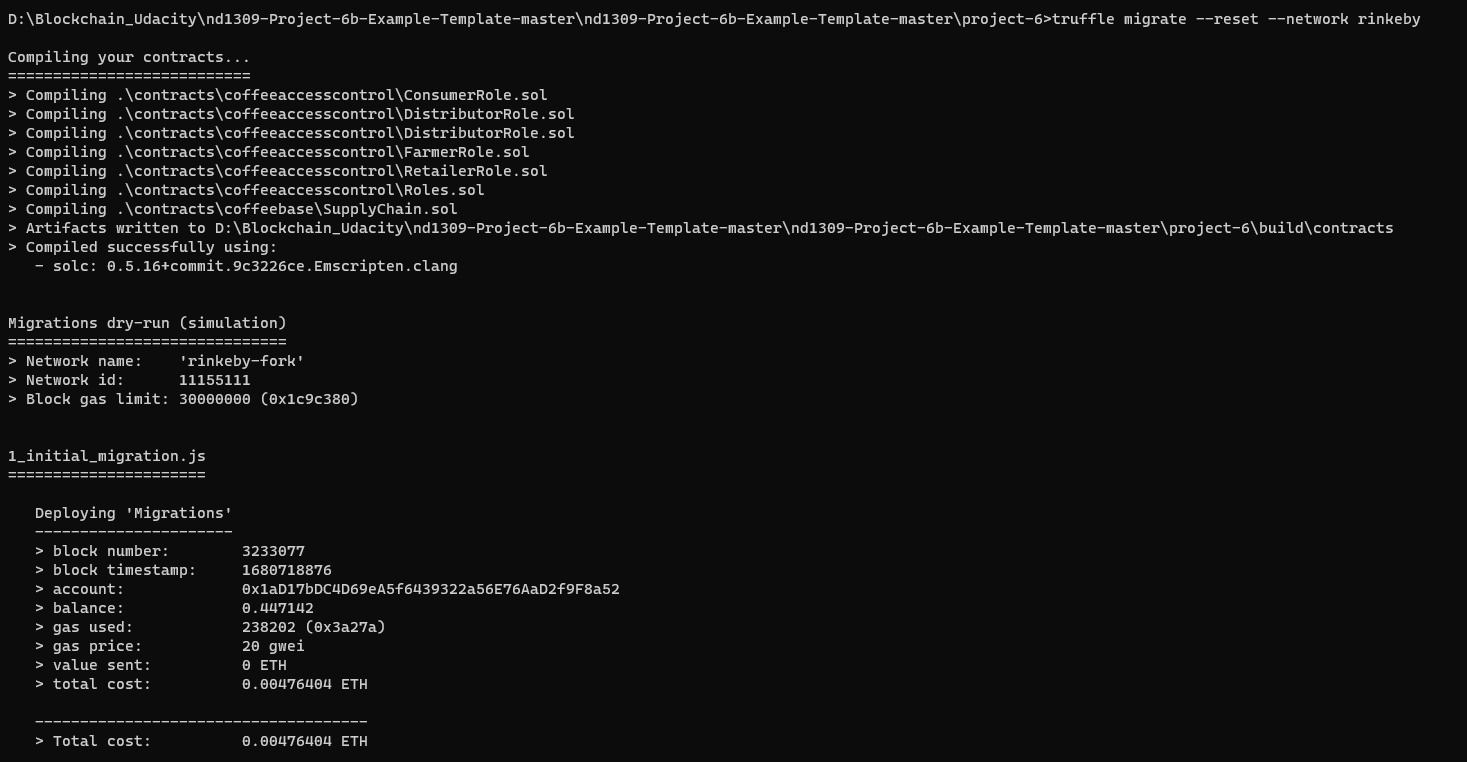 D:\Blockchain_Udacity\nd1309-Project-6b-Example-Template-master\nd1309-Project-6b-Example-Template-master\project-6>truffle migrate --reset --network rinkeby
Compiling your contracts...
===========================
> Compiling .\contracts\coffeeaccesscontrol\ConsumerRole.sol
> Compiling .\contracts\coffeeaccesscontrol\DistributorRole.sol
> Compiling .\contracts\coffeeaccesscontrol\DistributorRole.sol
> Compiling .\contracts\coffeeaccesscontrol\FarmerRole.sol
> Compiling .\contracts\coffeeaccesscontrol\RetailerRole.sol
> Compiling .\contracts\coffeeaccesscontrol\Roles.sol
> Compiling .\contracts\coffeebase\SupplyChain.sol
> Artifacts written to D:\Blockchain_Udacity\nd1309-Project-6b-Example-Template-master\nd1309-Project-6b-Example-Template-master\project-6\build\contracts
> Compiled successfully using:
   - solc: 0.5.16+commit.9c3226ce.Emscripten.clang
Migrations dry-run (simulation)
===============================
> Network name:    'rinkeby-fork'
> Network id:      11155111
> Block gas limit: 30000000 (0x1c9c380)
1_initial_migration.js
======================
   Deploying 'Migrations'
   ----------------------
   > block number:        3233077
   > block timestamp:     1680718876
   > account:             0x1aD17bDC4D69eA5f6439322a56E76AaD2f9F8a52
   > balance:             0.447142
   > gas used:            238202 (0x3a27a)
   > gas price:           20 gwei
   > value sent:          0 ETH
   > total cost:          0.00476404 ETH
   -------------------------------------
   > Total cost:          0.00476404 ETH